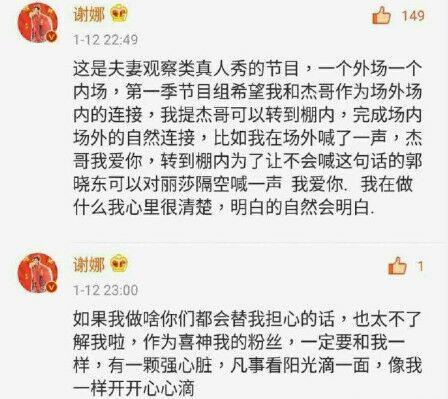 谢娜
149
1-12 22:49
这是夫妻观察类真人秀的节目，一个外场一个
内场，第一季节目组希望我和杰哥作为场外场
内的连接，我提杰哥可以转到棚内，完成场内
场外的自然连接，比如我在场外喊了一声，杰
哥我爱你，转到棚内为了让不会喊这句话的郭
晓东可以对丽莎隔空喊一声 我爱你. 我在做
什么我心里很清楚，明白的自然会明白.
谢娜
1
1-12 23:00
如果我做啥你们都会替我担心的话，也太不了
解我啦，作为喜神我的粉丝，一定要和我一
样，有一颗强心脏，凡事看阳光滴一面，像我
一样开开心心滴